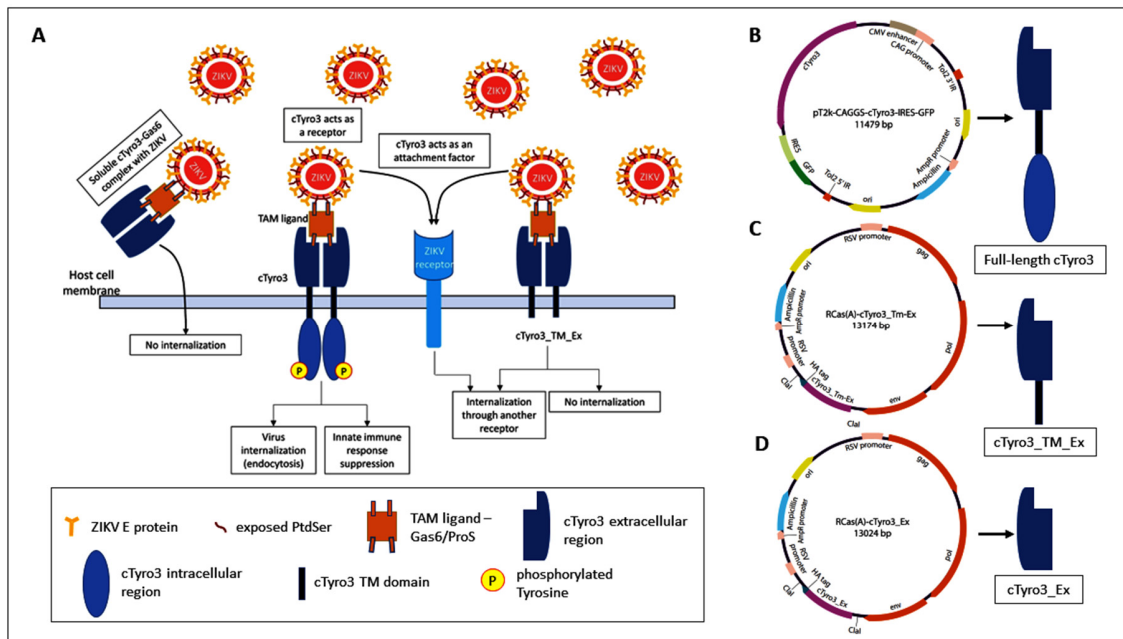 A
ZIKV
ZIKV
ZIKV
ZIKV
cTyro3 acts as
a receptor
cTyro3 acts as an
attachment factor
Soluble cTyro3-Gas6
complex with ZIKV
ZIKV
ZIKV
ZIKV
TAM ligand
ZIKV
receptor
Host cell
membrane
cTyro3
cTyro3_TM_Ex
No internalization
P
P
Internalization
through another
receptor
No internalization
Virus
internalization
(endocytosis)
Innate immune
response
suppression
ZIKV E protein
exposed PtdSer
TAM ligand –
Gas6/ProS
cTyro3 extracellular
region
cTyro3 intracellular
region
cTyro3 TM domain
P
phosphorylated
Tyrosine
B
CMV enhancer
CAG promoter
cTyro3
Tol2 3'IR
pT2k-CAGGS-cTyro3-IRES-GFP
11479 bp
ori
IRES
AmpR promoter
Ampicillin
GFP
Tol2 5'IR
ori
Full-length cTyro3
C
RSV promoter
gag
ori
Ampicillin
AmpR promoter
RCas(A)-cTyro3_Tm-Ex
13174 bp
pol
RSV
promoter
HA tag
cTyro3_Tm-Ex
ClaI
env
ClaI
cTyro3_TM_Ex
D
RSV promoter
gag
ori
Ampicillin
AmpR promoter
RCas(A)-cTyro3_Ex
13024 bp
pol
RSV
promoter
HA tag
cTyro3_Ex
ClaI
env
ClaI
cTyro3_Ex